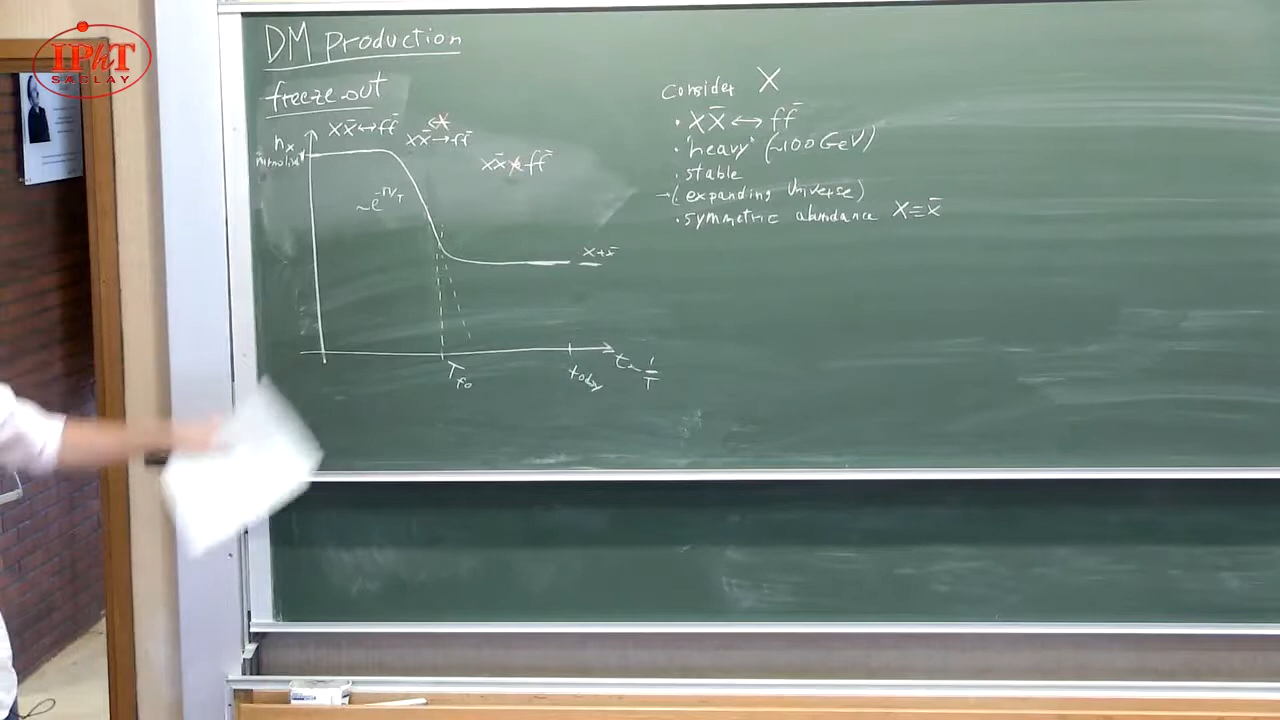 IPhT
SACLAY
DM production
freeze-out
XX̄ ↔ ff̄
XX̄ → ff̄
XX̄ ff̄
nₓ
~e^{-m/T}
X+X̄
T_fo
today
t ~ 1/T
Consider X
· XX̄ ↔ ff̄
· "heavy" (~100 GeV)
· stable
→ (· expanding Universe)
· symmetric abundance X ≡ X̄